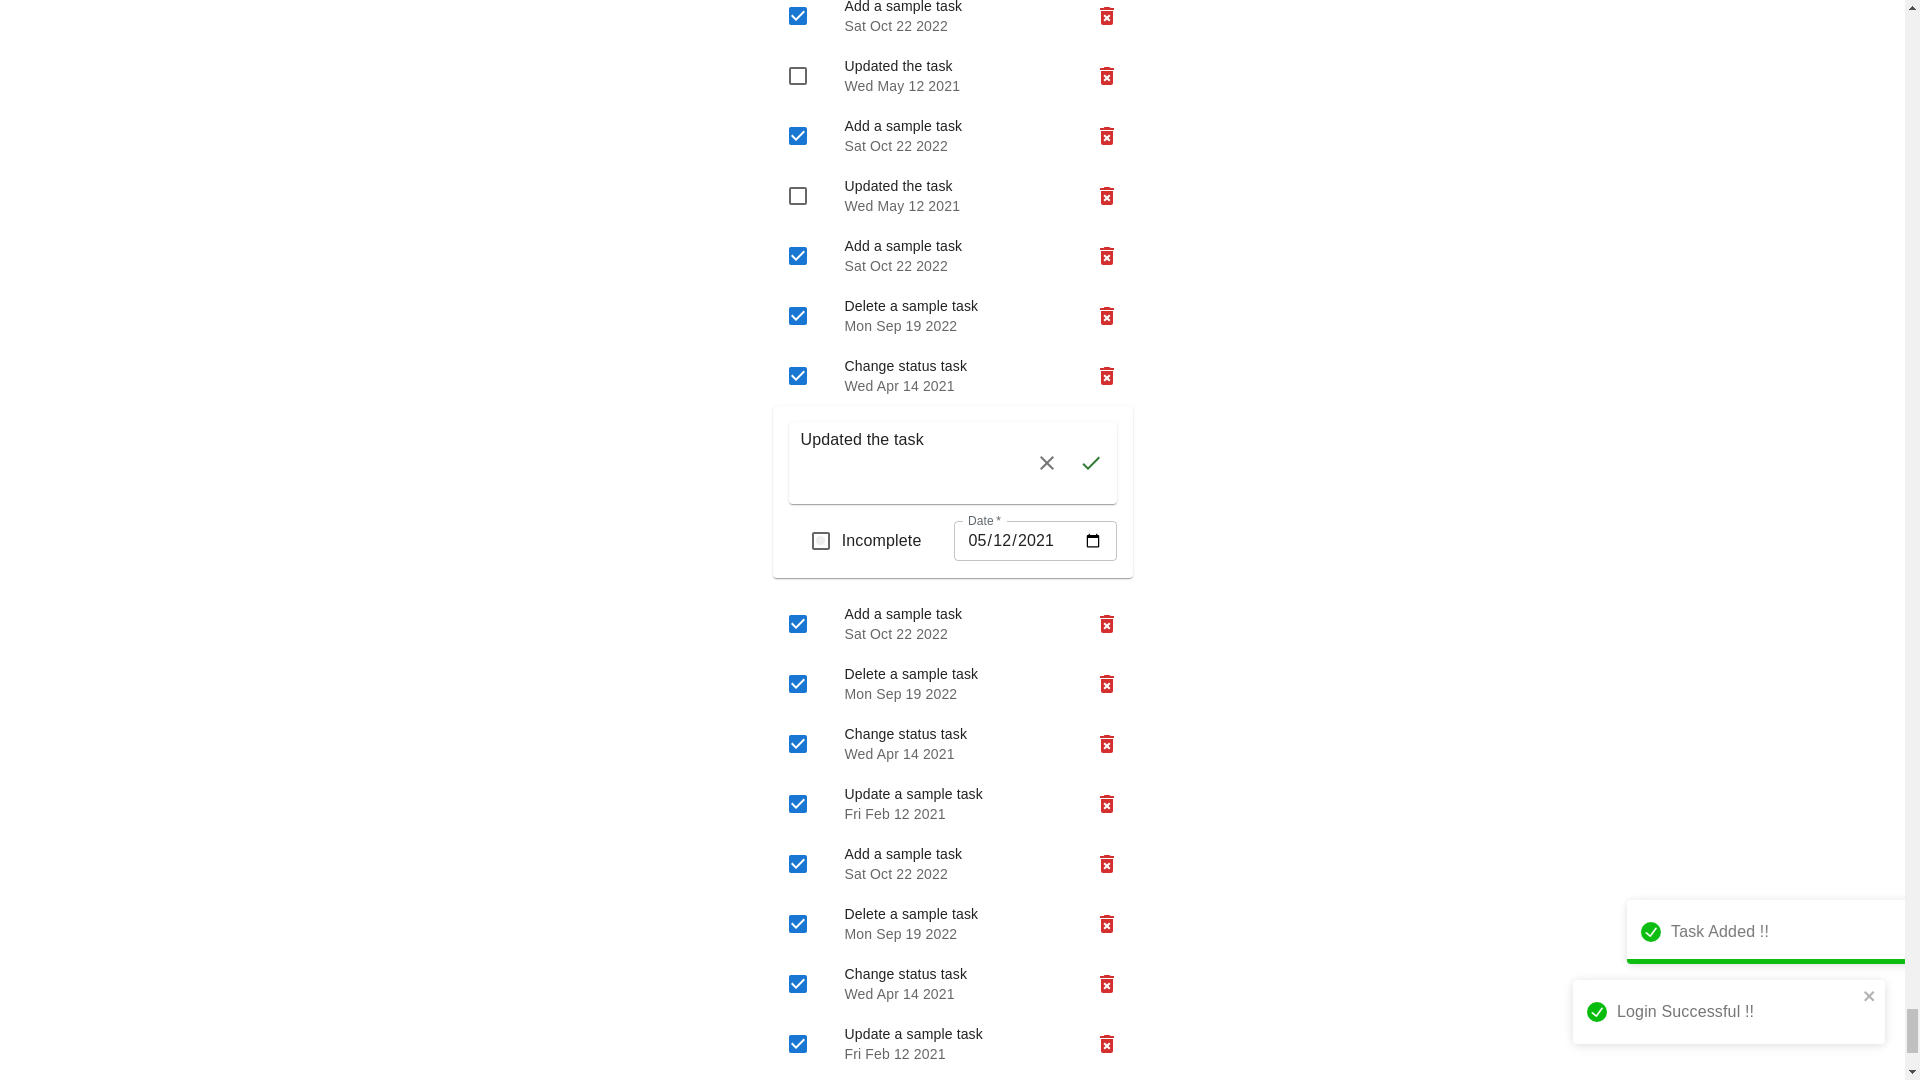 Add a sample task
Sat Oct 22 2022
Updated the task
Wed May 12 2021
Add a sample task
Sat Oct 22 2022
Updated the task
Wed May 12 2021
Add a sample task
Sat Oct 22 2022
Delete a sample task
Mon Sep 19 2022
Change status task
Wed Apr 14 2021
Updated the task
Incomplete
Date *
05/12/2021
Add a sample task
Sat Oct 22 2022
Delete a sample task
Mon Sep 19 2022
Change status task
Wed Apr 14 2021
Update a sample task
Fri Feb 12 2021
Add a sample task
Sat Oct 22 2022
Delete a sample task
Mon Sep 19 2022
Change status task
Wed Apr 14 2021
Update a sample task
Fri Feb 12 2021
Task Added !!
Login Successful !!